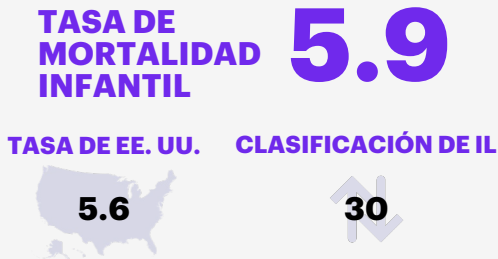 TASA DE
MORTALIDAD
INFANTIL
5.9
TASA DE EE. UU.
CLASIFICACIÓN DE IL
5.6
30